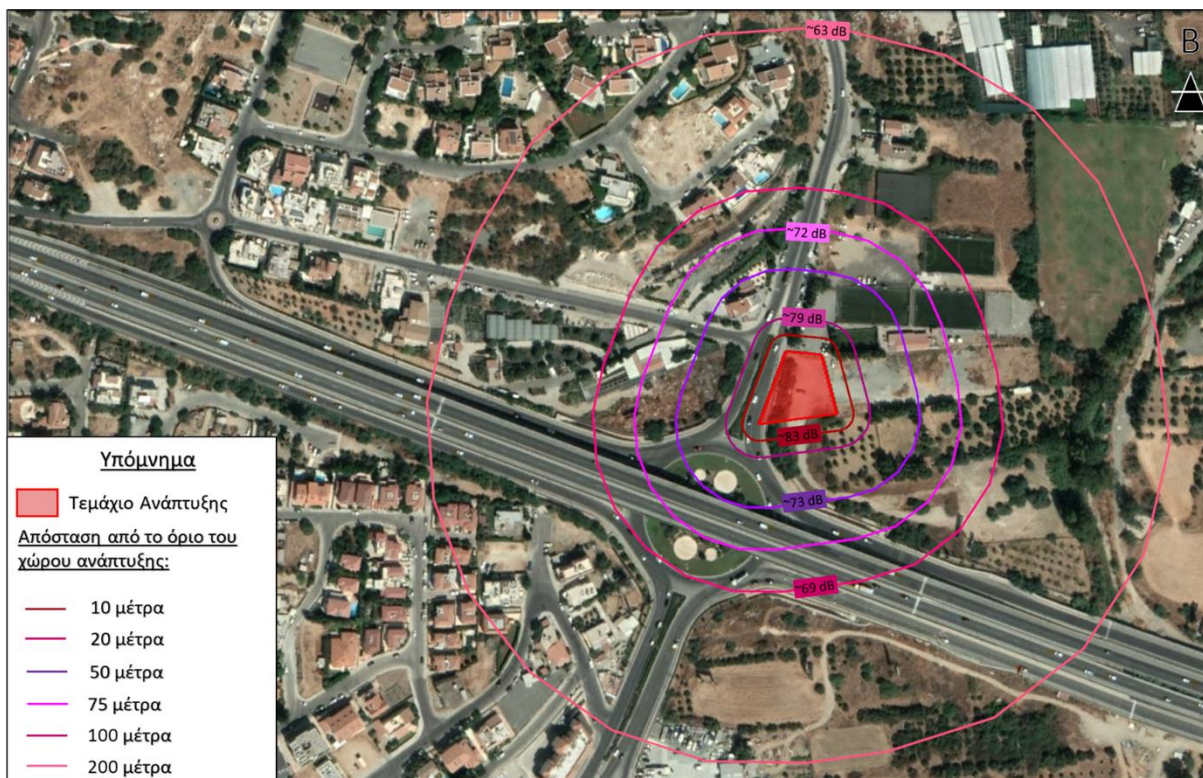 ~63 dB
Β
~72 dB
~79 dB
~83 dB
~73 dB
~69 dB
Υπόμνημα
Τεμάχιο Ανάπτυξης
Απόσταση από το όριο του
χώρου ανάπτυξης:
10 μέτρα
20 μέτρα
50 μέτρα
75 μέτρα
100 μέτρα
200 μέτρα